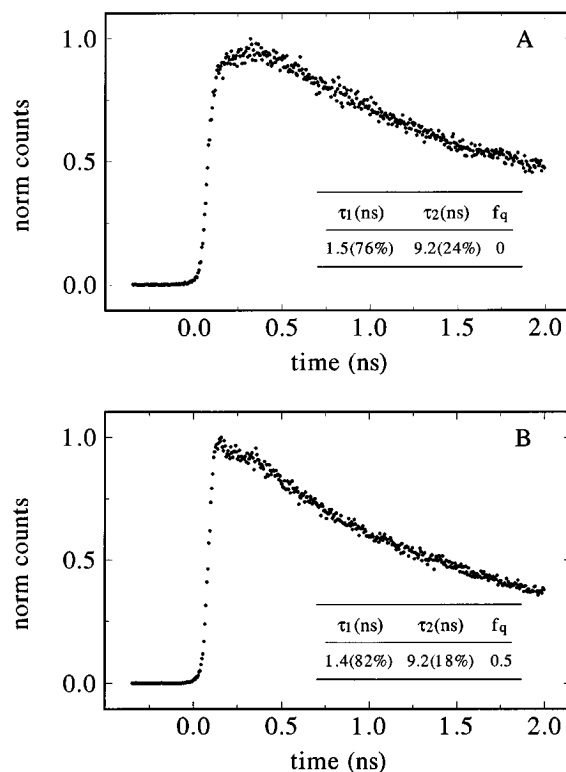 A
1.0
0.5
0.0
norm counts
τ1(ns) τ2(ns) fq
1.5(76%) 9.2(24%) 0
0.0 0.5 1.0 1.5 2.0
time (ns)
B
1.0
0.5
0.0
norm counts
τ1(ns) τ2(ns) fq
1.4(82%) 9.2(18%) 0.5
0.0 0.5 1.0 1.5 2.0
time (ns)